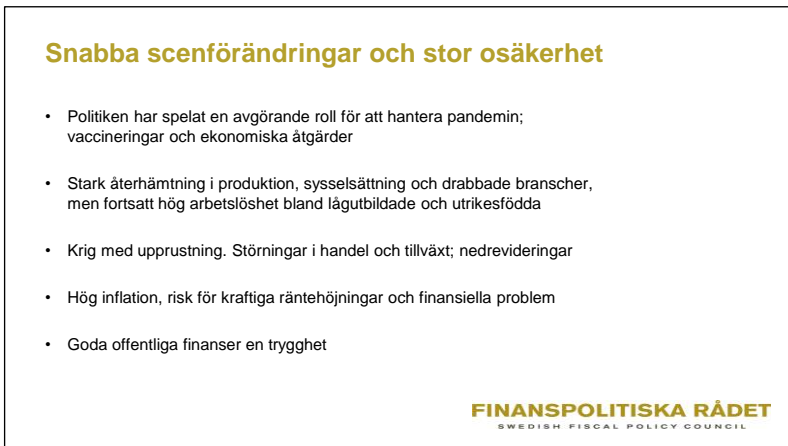 Snabba scenförändringar och stor osäkerhet
• Politiken har spelat en avgörande roll för att hantera pandemin;
vaccineringar och ekonomiska åtgärder
• Stark återhämtning i produktion, sysselsättning och drabbade branscher,
men fortsatt hög arbetslöshet bland lågutbildade och utrikesfödda
• Krig med upprustning. Störningar i handel och tillväxt; nedrevideringar
• Hög inflation, risk för kraftiga räntehöjningar och finansiella problem
• Goda offentliga finanser en trygghet
FINANSPOLITISKA RÅDET
SWEDISH FISCAL POLICY COUNCIL